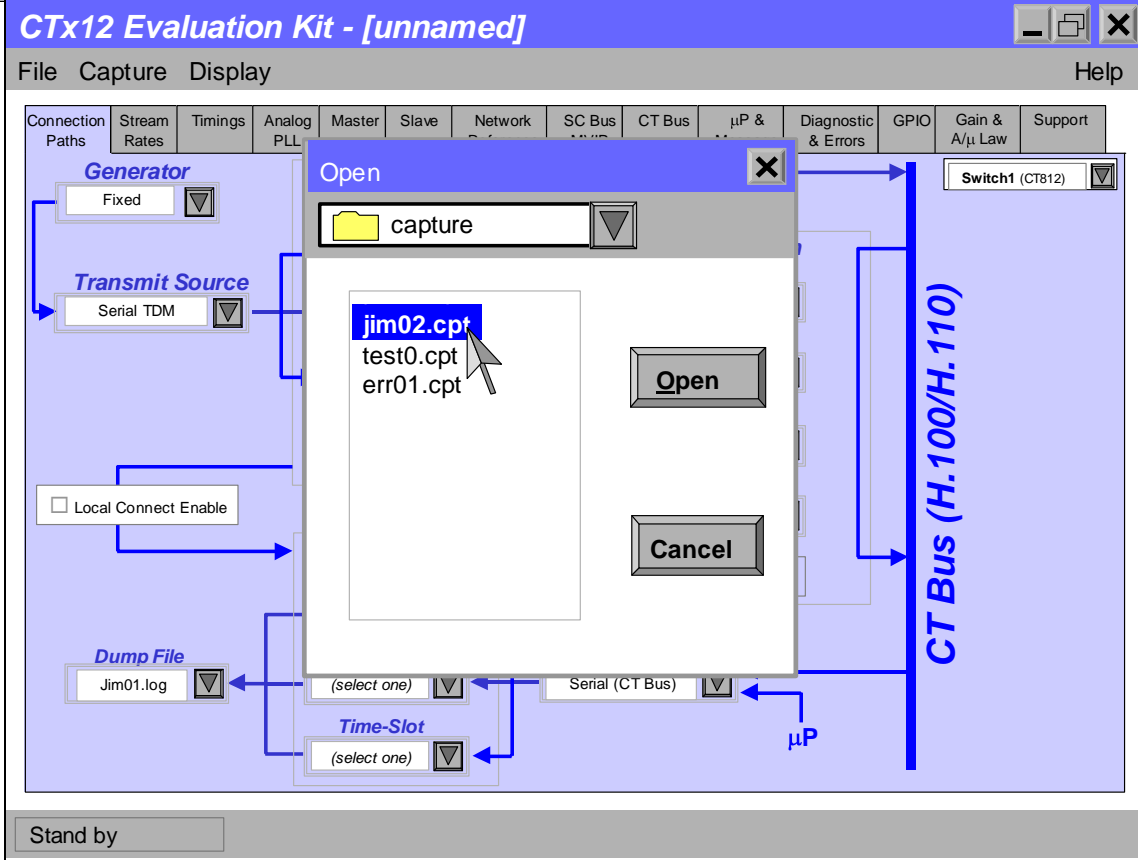 CTx12 Evaluation Kit - [unnamed]
File Capture Display Help
Connection Paths
Stream Rates
Timings
Analog PLL
Master
Slave
Network
SC Bus
CT Bus
µP &
Diagnostic & Errors
GPIO
Gain & A/µ Law
Support
Generator
Fixed
Switch1 (CT812)
Transmit Source
Serial TDM
Open
capture
jim02.cpt
test0.cpt
err01.cpt
Open
Cancel
Local Connect Enable
CT Bus (H.100/H.110)
Dump File
Jim01.log
(select one)
Serial (CT Bus)
Time-Slot
(select one)
µP
Stand by